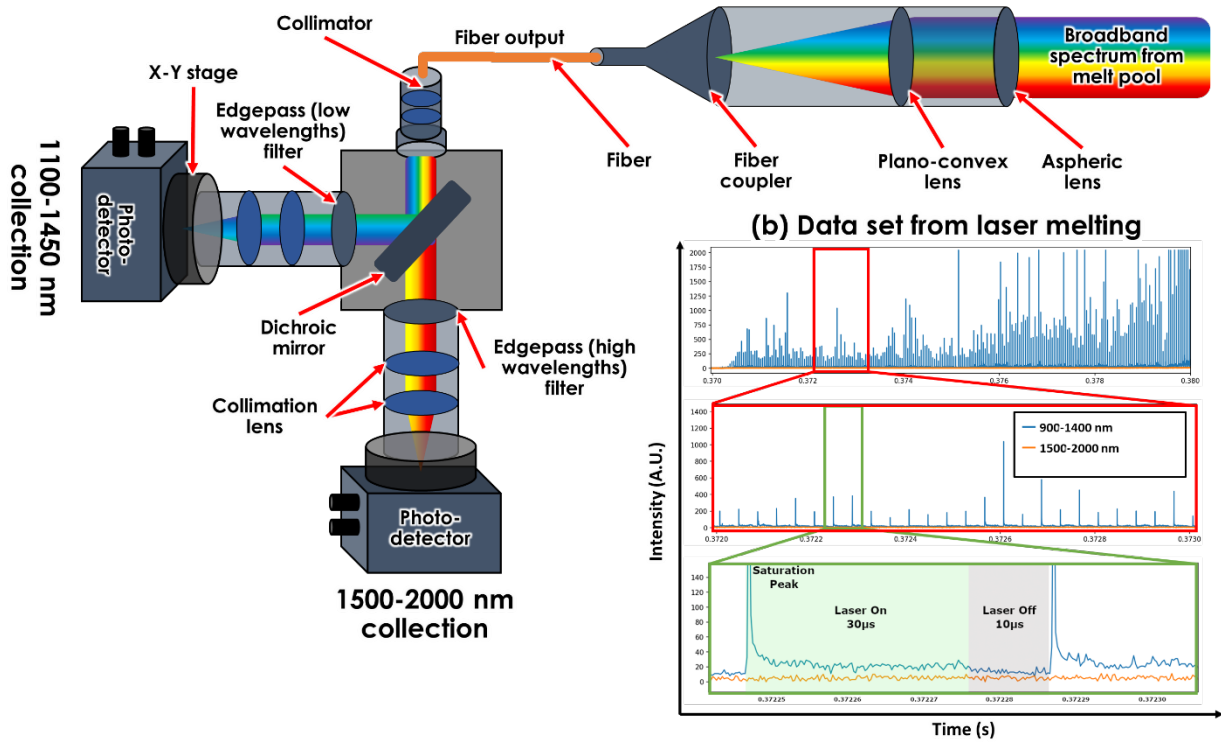 Collimator
Fiber output
X-Y stage
Edgepass (low
wavelengths)
filter
Broadband
spectrum from
melt pool
Fiber
Fiber
coupler
Plano-convex
lens
Aspheric
lens
1100-1450 nm
collection
Photo-
detector
Dichroic
mirror
Edgepass (high
wavelengths)
filter
Collimation
lens
Photo-
detector
1500-2000 nm
collection
(b) Data set from laser melting
Intensity (A.U.)
2000
1750
1500
1250
1000
750
500
250
0
0.370 0.372 0.374 0.376 0.378 0.380
1400
1200
1000
800
600
400
200
0
900-1400 nm
1500-2000 nm
0.3720 0.3722 0.3724 0.3726 0.3728 0.3730
140
120
100
80
60
40
20
0
Saturation
Peak
Laser On
30µs
Laser Off
10µs
0.37225 0.37226 0.37227 0.37228 0.37229 0.37230
Time (s)